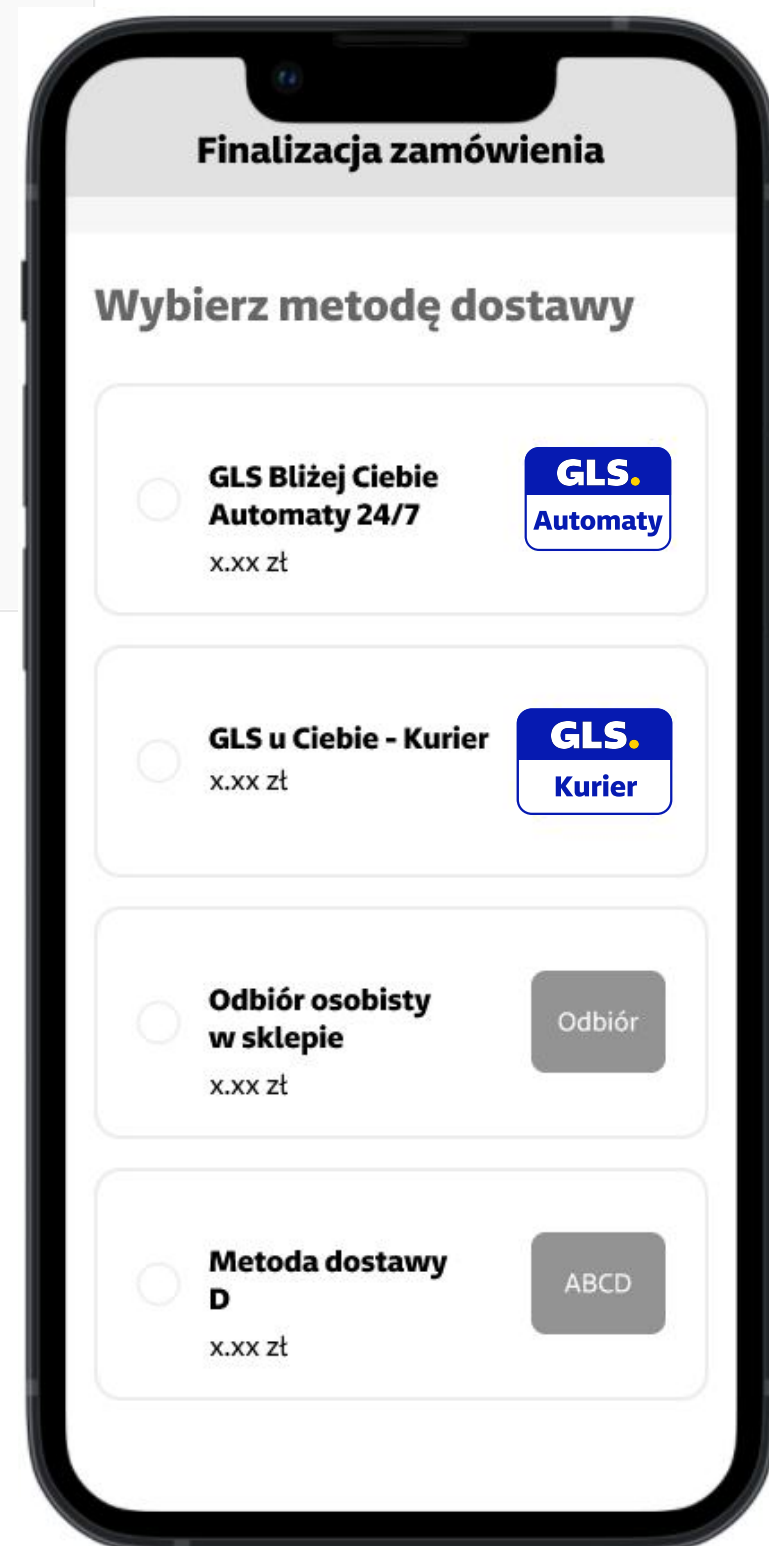 Finalizacja zamówienia
Wybierz metodę dostawy
GLS Bliżej Ciebie
Automaty 24/7
x.xx zł
GLS.
Automaty
GLS u Ciebie - Kurier
x.xx zł
GLS.
Kurier
Odbiór osobisty
w sklepie
x.xx zł
Odbiór
Metoda dostawy
D
x.xx zł
ABCD